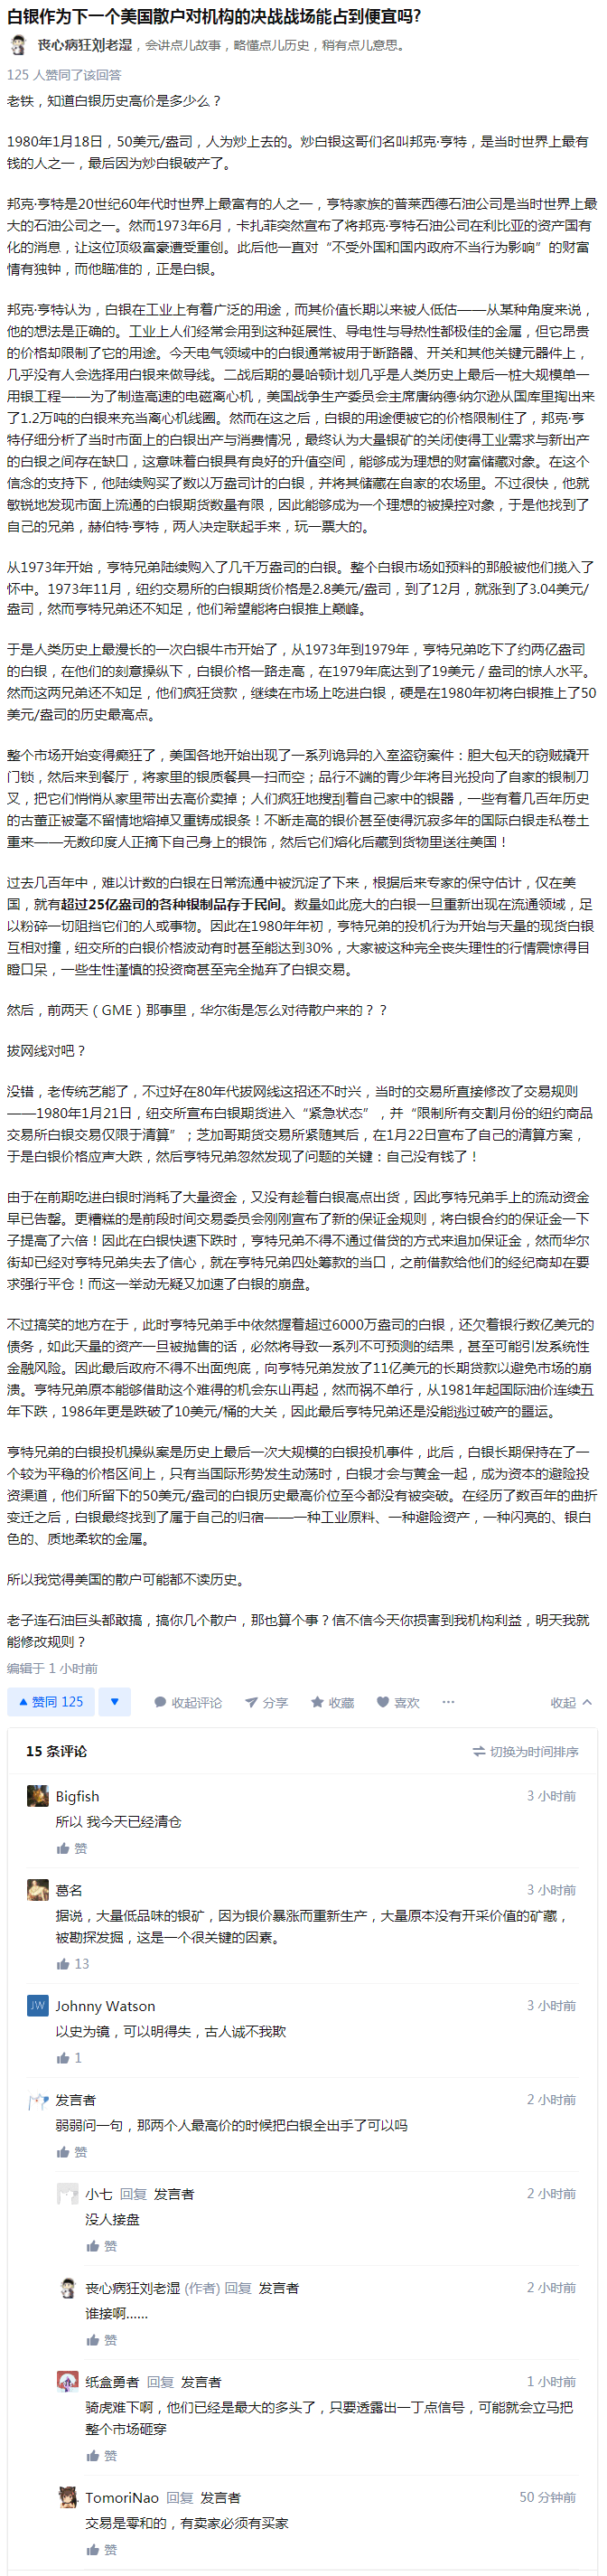 白银作为下一个美国散户对机构的决战战场能占到便宜吗?
丧心病狂刘老湿，会讲点儿故事，略懂点儿历史，稍有点儿意思。
125 人赞同了该回答
老铁，知道白银历史高价是多少么？
1980年1月18日，50美元/盎司，人为炒上去的。炒白银这哥们名叫邦克·亨特，是当时世界上最有
钱的人之一，最后因为炒白银破产了。
邦克·亨特是20世纪60年代时世界上最富有的人之一，亨特家族的普莱西德石油公司是当时世界上最
大的石油公司之一。然而1973年6月，卡扎菲突然宣布了将邦克·亨特石油公司在利比亚的资产国有
化的消息，让这位顶级富豪遭受重创。此后他一直对“不受外国和国内政府不当行为影响”的财富
情有独钟，而他瞄准的，正是白银。
邦克·亨特认为，白银在工业上有着广泛的用途，而其价值长期以来被人低估——从某种角度来说，
他的想法是正确的。工业上人们经常会用到这种延展性、导电性与导热性都极佳的金属，但它昂贵
的价格却限制了它的用途。今天电气领域中的白银通常被用于断路器、开关和其他关键元器件上，
几乎没有人会选择用白银来做导线。二战后期的曼哈顿计划几乎是人类历史上最后一桩大规模单一
用银工程——为了制造高速的电磁离心机，美国战争生产委员会主席唐纳德·纳尔逊从国库里掏出来
了1.2万吨的白银来充当离心机线圈。然而在这之后，白银的用途便被它的价格限制住了，邦克·亨
特仔细分析了当时市面上的白银出产与消费情况，最终认为大量银矿的关闭使得工业需求与新出产
的白银之间存在缺口，这意味着白银具有良好的升值空间，能够成为理想的财富储藏对象。在这个
信念的支持下，他陆续购买了数以万盎司计的白银，并将其储藏在自家的农场里。不过很快，他就
敏锐地发现市面上流通的白银期货数量有限，因此能够成为一个理想的被操控对象，于是他找到了
自己的兄弟，赫伯特·亨特，两人决定联起手来，玩一票大的。
从1973年开始，亨特兄弟陆续购入了几千万盎司的白银。整个白银市场如预料的那般被他们揽入了
怀中。1973年11月，纽约交易所的白银期货价格是2.8美元/盎司，到了12月，就涨到了3.04美元/
盎司，然而亨特兄弟还不知足，他们希望能将白银推上巅峰。
于是人类历史上最漫长的一次白银牛市开始了，从1973年到1979年，亨特兄弟吃下了约两亿盎司
的白银，在他们的刻意操纵下，白银价格一路走高，在1979年底达到了19美元／盎司的惊人水平。
然而这两兄弟还不知足，他们疯狂贷款，继续在市场上吃进白银，硬是在1980年初将白银推上了50
美元/盎司的历史最高点。
整个市场开始变得癫狂了，美国各地开始出现了一系列诡异的入室盗窃案件：胆大包天的窃贼撬开
门锁，然后来到餐厅，将家里的银质餐具一扫而空；品行不端的青少年将目光投向了自家的银制刀
叉，把它们悄悄从家里带出去高价卖掉；人们疯狂地搜刮着自己家中的银器，一些有着几百年历史
的古董正被毫不留情地熔掉又重铸成银条！不断走高的银价甚至使得沉寂多年的国际白银走私卷土
重来——无数印度人正摘下自己身上的银饰，然后它们熔化后藏到货物里送往美国！
过去几百年中，难以计数的白银在日常流通中被沉淀了下来，根据后来专家的保守估计，仅在美
国，就有超过25亿盎司的各种银制品存于民间。数量如此庞大的白银一旦重新出现在流通领域，足
以粉碎一切阻挡它们的人或事物。因此在1980年年初，亨特兄弟的投机行为开始与天量的现货白银
互相对撞，纽交所的白银价格波动有时甚至能达到30%，大家被这种完全丧失理性的行情震惊得目
瞪口呆，一些生性谨慎的投资商甚至完全抛弃了白银交易。
然后，前两天（GME）那事里，华尔街是怎么对待散户来的？？
拔网线对吧？
没错，老传统艺能了，不过好在80年代拔网线这招还不时兴，当时的交易所直接修改了交易规则
——1980年1月21日，纽交所宣布白银期货进入“紧急状态”，并“限制所有交割月份的纽约商品
交易所白银交易仅限于清算”；芝加哥期货交易所紧随其后，在1月22日宣布了自己的清算方案，
于是白银价格应声大跌，然后亨特兄弟忽然发现了问题的关键：自己没有钱了！
由于在前期吃进白银时消耗了大量资金，又没有趁着白银高点出货，因此亨特兄弟手上的流动资金
早已告罄。更糟糕的是前段时间交易委员会刚刚宣布了新的保证金规则，将白银合约的保证金一下
子提高了六倍！因此在白银快速下跌时，亨特兄弟不得不通过借贷的方式来追加保证金，然而华尔
街却已经对亨特兄弟失去了信心，就在亨特兄弟四处筹款的当口，之前借款给他们的经纪商却在要
求强行平仓！而这一举动无疑又加速了白银的崩盘。
不过搞笑的地方在于，此时亨特兄弟手中依然握着超过6000万盎司的白银，还欠着银行数亿美元的
债务，如此天量的资产一旦被抛售的话，必然将导致一系列不可预测的结果，甚至可能引发系统性
金融风险。因此最后政府不得不出面兜底，向亨特兄弟发放了11亿美元的长期贷款以避免市场的崩
溃。亨特兄弟原本能够借助这个难得的机会东山再起，然而祸不单行，从1981年起国际油价连续五
年下跌，1986年更是跌破了10美元/桶的大关，因此最后亨特兄弟还是没能逃过破产的噩运。
亨特兄弟的白银投机操纵案是历史上最后一次大规模的白银投机事件，此后，白银长期保持在了一
个较为平稳的价格区间上，只有当国际形势发生动荡时，白银才会与黄金一起，成为资本的避险投
资渠道，他们所留下的50美元/盎司的白银历史最高价位至今都没有被突破。在经历了数百年的曲折
变迁之后，白银最终找到了属于自己的归宿——一种工业原料、一种避险资产，一种闪亮的、银白
色的、质地柔软的金属。
所以我觉得美国的散户可能都不读历史。
老子连石油巨头都敢搞，搞你几个散户，那也算个事？信不信今天你损害到我机构利益，明天我就
能修改规则？
编辑于 1 小时前
赞同 125 收起评论 分享 收藏 喜欢 ··· 收起
15 条评论 切换为时间排序
Bigfish 3 小时前
所以 我今天已经清仓
赞
葛名 3 小时前
据说，大量低品味的银矿，因为银价暴涨而重新生产，大量原本没有开采价值的矿藏，
被勘探发掘，这是一个很关键的因素。
13
JW Johnny Watson 3 小时前
以史为镜，可以明得失，古人诚不我欺
1
发言者 2 小时前
弱弱问一句，那两个人最高价的时候把白银全出手了可以吗
赞
小七 回复 发言者 2 小时前
没人接盘
赞
丧心病狂刘老湿 (作者) 回复 发言者 2 小时前
谁接啊......
赞
纸盒勇者 回复 发言者 1 小时前
骑虎难下啊，他们已经是最大的多头了，只要透露出一丁点信号，可能就会立马把
整个市场砸穿
赞
TomoriNao 回复 发言者 50 分钟前
交易是零和的，有卖家必须有买家
赞